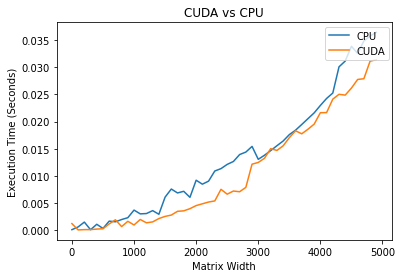 CUDA vs CPU
CPU
CUDA
Execution Time (Seconds)
0.035
0.030
0.025
0.020
0.015
0.010
0.005
0.000
0
1000
2000
3000
4000
5000
Matrix Width